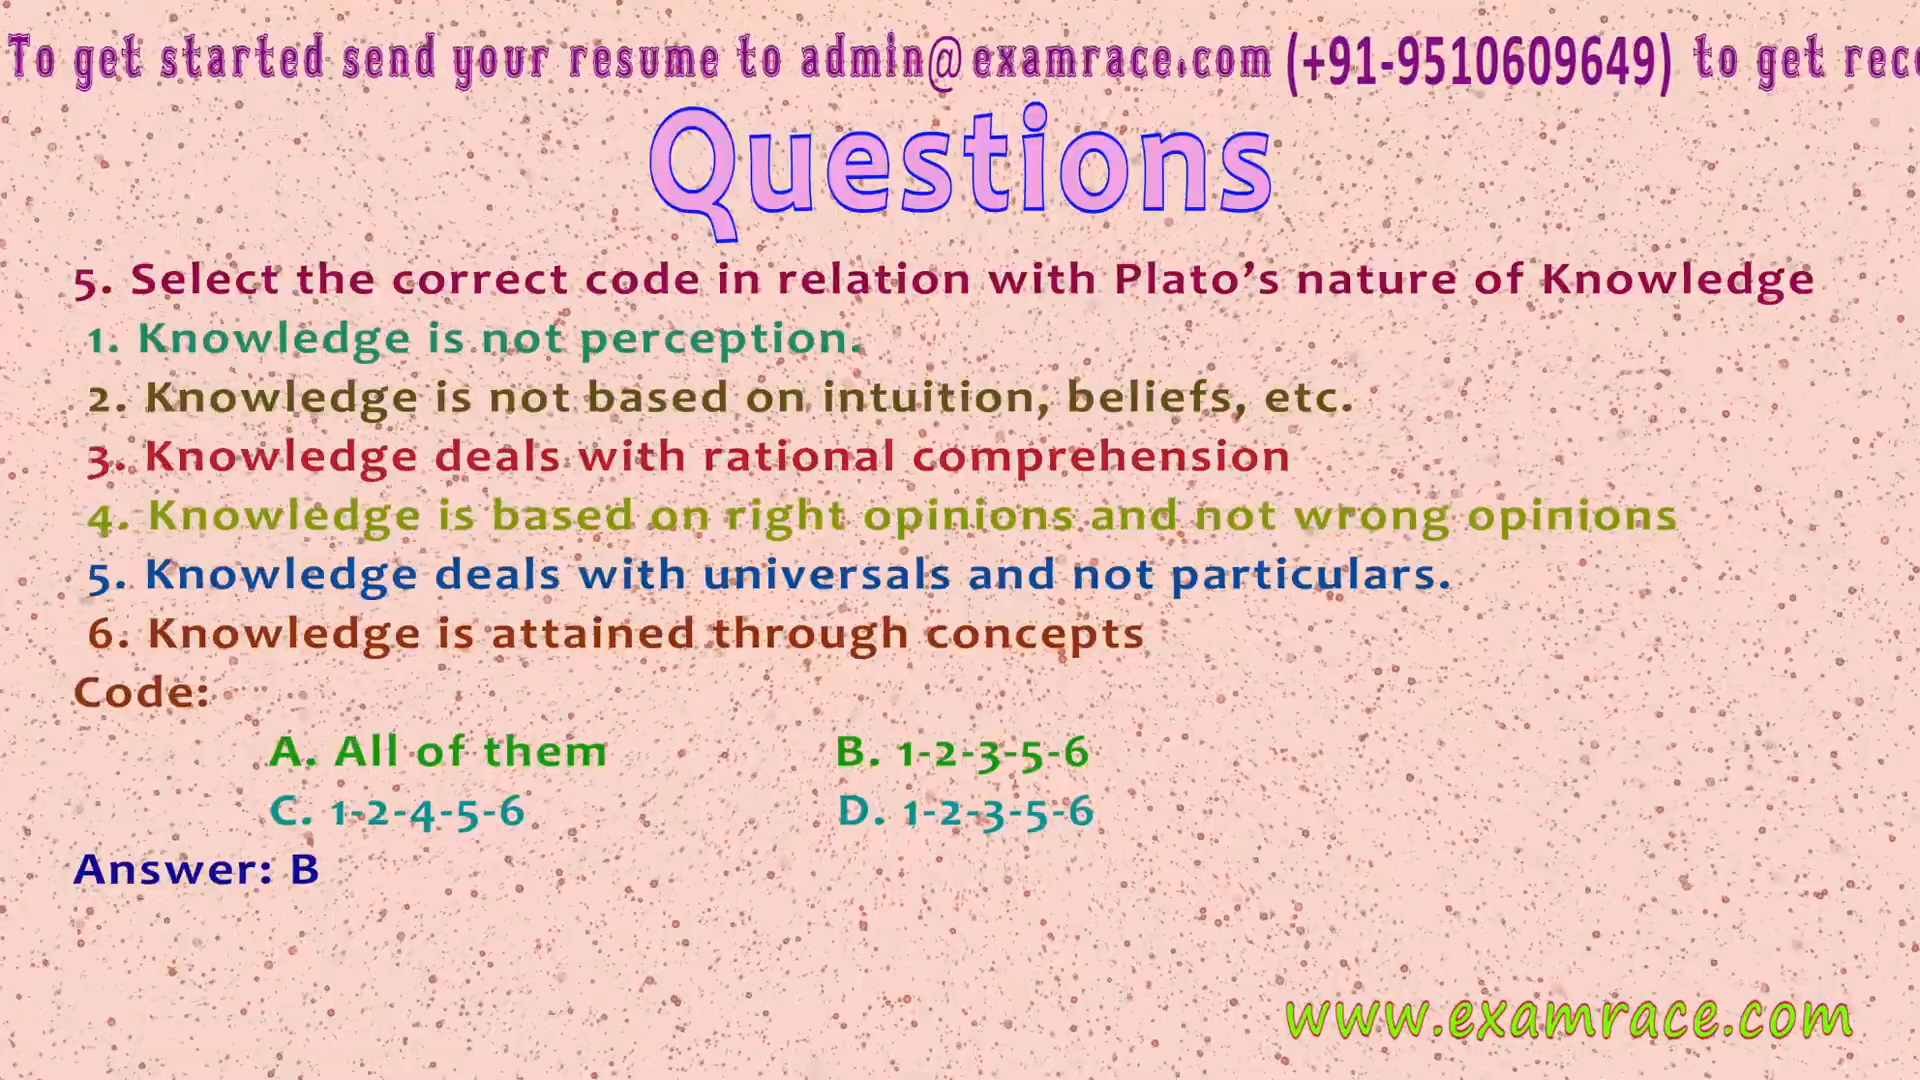 To get started send your resume to admin@examrace.com (+91-9510609649) to get
Questions
5. Select the correct code in relation with Plato’s nature of Knowledge
1. Knowledge is not perception.
2. Knowledge is not based on intuition, beliefs, etc.
3. Knowledge deals with rational comprehension
4. Knowledge is based on right opinions and not wrong opinions
5. Knowledge deals with universals and not particulars.
6. Knowledge is attained through concepts
Code:
A. All of them B. 1-2-3-5-6
C. 1-2-4-5-6 D. 1-2-3-5-6
Answer: B
www.examrace.com